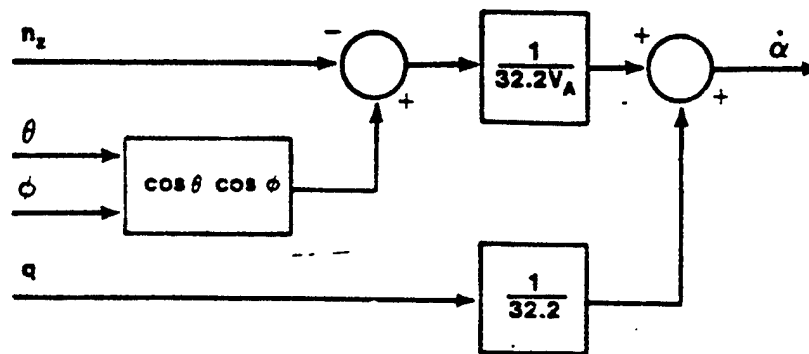 n_z
−
+
1
32.2V_A
+
+
α̇
θ
φ
cos θ cos φ
q
1
32.2